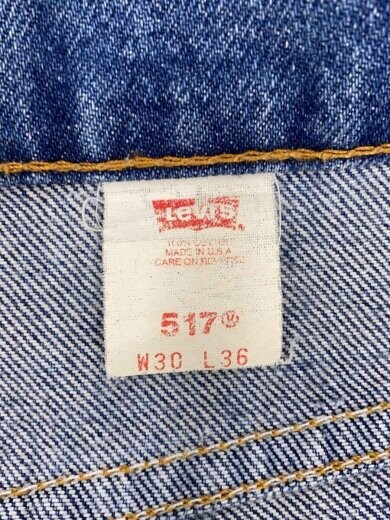 Levi's
100% COTTON
MADE IN U.S.A
CARE ON REVERSE
517®
W30 L36